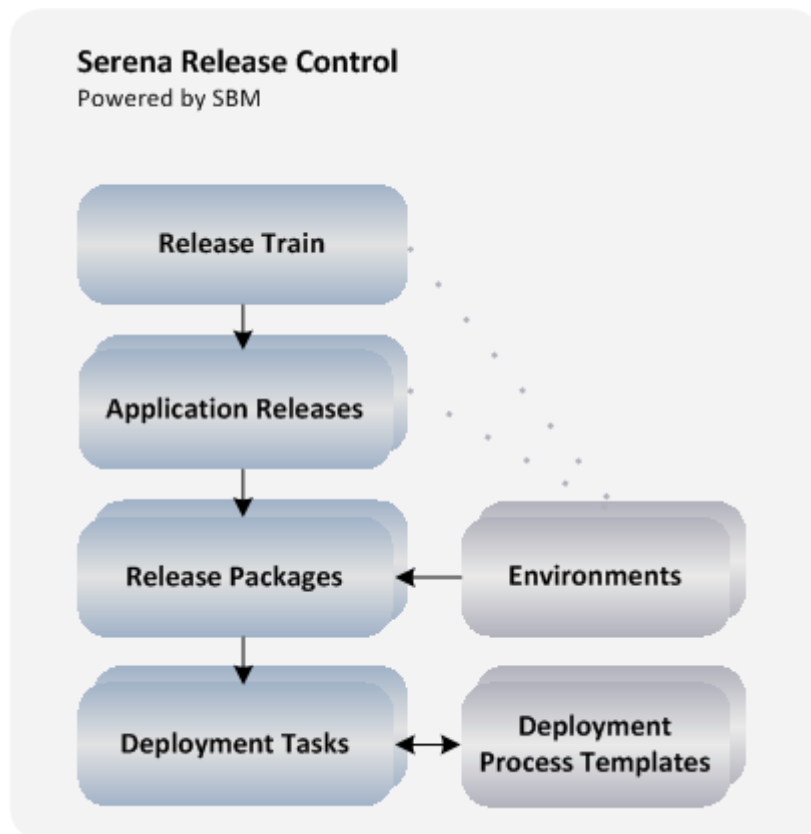 Serena Release Control
Powered by SBM
Release Train
Application Releases
Release Packages
Environments
Deployment Tasks
Deployment
Process Templates